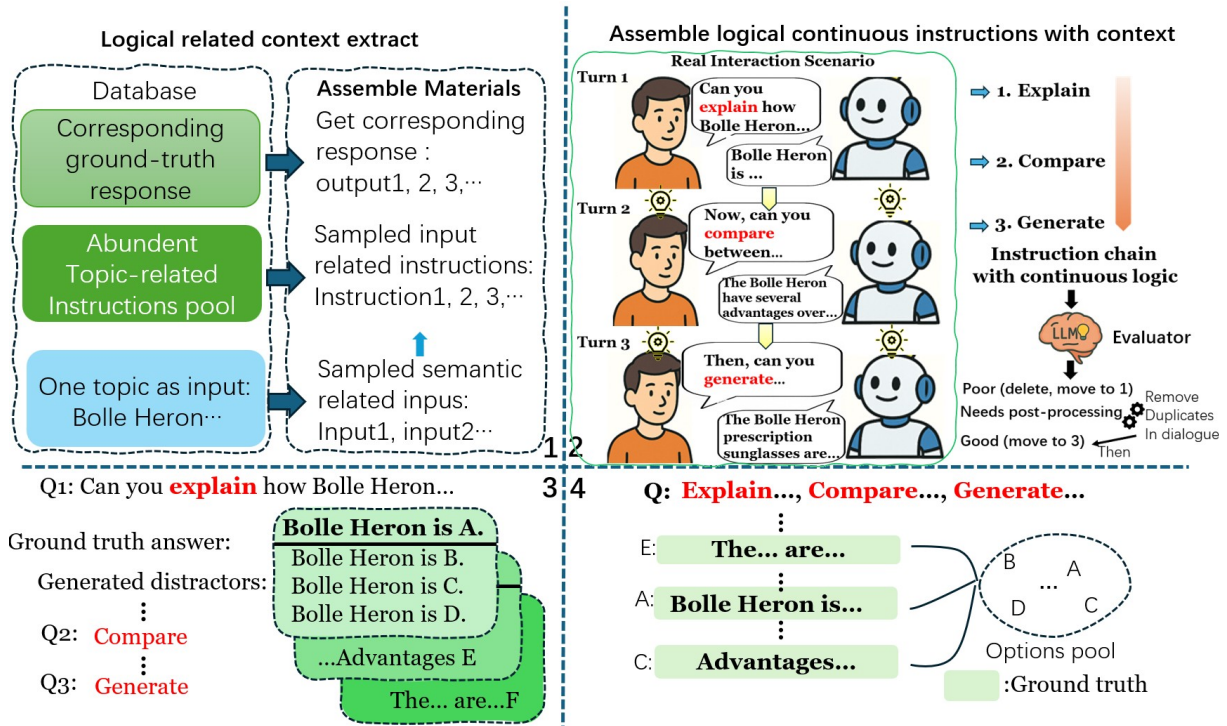 Logical related context extract
Database
Corresponding
ground-truth
response
Abundent
Topic-related
Instructions pool
One topic as input:
Bolle Heron…
Assemble Materials
Get corresponding
response :
output1, 2, 3,…
Sampled input
related instructions:
Instruction1, 2, 3,…
Sampled semantic
related inpus:
Input1, input2…
1
Assemble logical continuous instructions with context
Real Interaction Scenario
Turn 1
Can you
explain how
Bolle Heron...
Bolle Heron
is ...
Turn 2
Now, can you
compare
between...
The Bolle Heron
have several
advantages over...
Turn 3
Then, can you
generate...
The Bolle Heron
prescription
sunglasses are...
1. Explain
2. Compare
3. Generate
Instruction chain
with continuous logic
LLM
Evaluator
Poor (delete, move to 1)
Needs post-processing
Good (move to 3)
Remove
Duplicates
In dialogue
Then
2
Q1: Can you explain how Bolle Heron...
3
Ground truth answer:
Generated distractors:
Q2: Compare
Q3: Generate
Bolle Heron is A.
Bolle Heron is B.
Bolle Heron is C.
Bolle Heron is D.
...Advantages E
The... are...F
4
Q: Explain..., Compare..., Generate...
E: The... are...
A: Bolle Heron is...
C: Advantages...
B
A
...
D
C
Options pool
:Ground truth